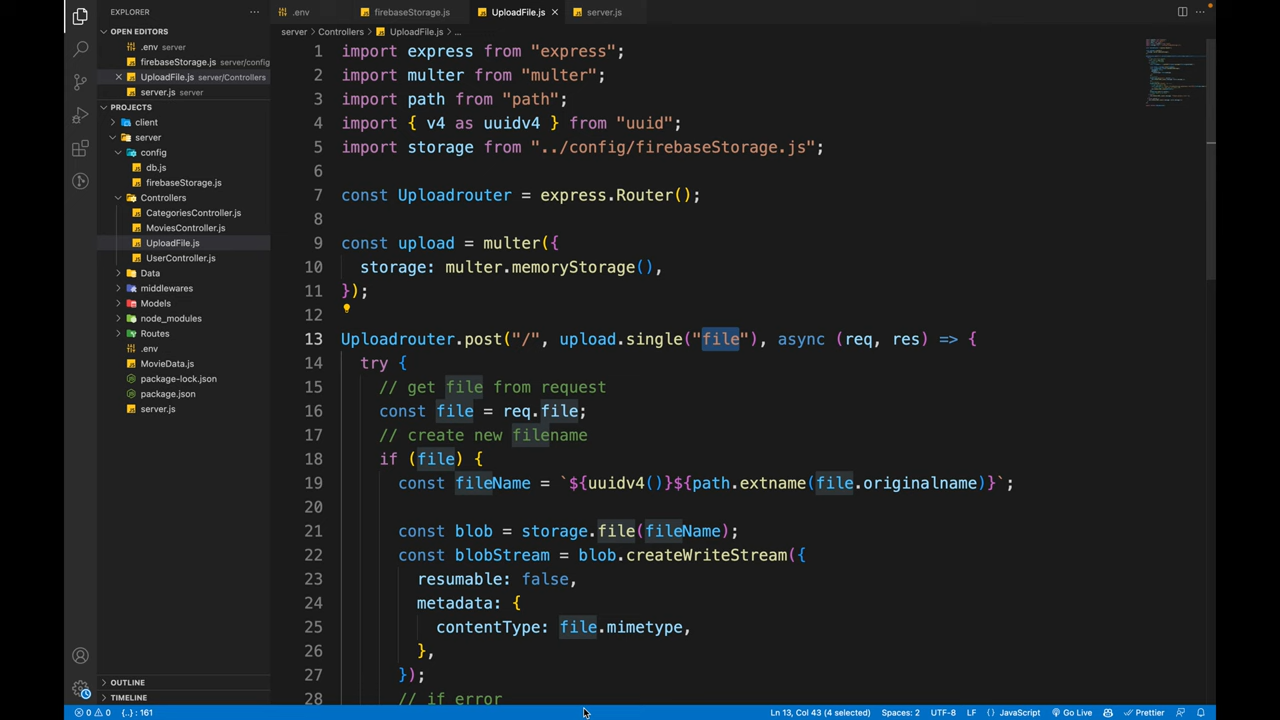 EXPLORER
OPEN EDITORS
.env server
firebaseStorage.js server/config
UploadFile.js server/Controllers
server.js server
PROJECTS
client
server
config
db.js
firebaseStorage.js
Controllers
CategoriesController.js
MoviesController.js
UploadFile.js
UserController.js
Data
middlewares
Models
node_modules
Routes
.env
MovieData.js
package-lock.json
package.json
server.js
OUTLINE
TIMELINE
.env firebaseStorage.js UploadFile.js server.js
server > Controllers > UploadFile.js > ...
1 import express from "express";
2 import multer from "multer";
3 import path from "path";
4 import { v4 as uuidv4 } from "uuid";
5 import storage from "../config/firebaseStorage.js";
6
7 const Uploadrouter = express.Router();
8
9 const upload = multer({
10 storage: multer.memoryStorage(),
11 });
12
13 Uploadrouter.post("/", upload.single("file"), async (req, res) => {
14 try {
15 // get file from request
16 const file = req.file;
17 // create new filename
18 if (file) {
19 const fileName = `${uuidv4()}${path.extname(file.originalname)}`;
20
21 const blob = storage.file(fileName);
22 const blobStream = blob.createWriteStream({
23 resumable: false,
24 metadata: {
25 contentType: file.mimetype,
26 },
27 });
28 // if error
0 0 {..} : 161 Ln 13, Col 43 (4 selected) Spaces: 2 UTF-8 LF {} JavaScript Go Live Prettier